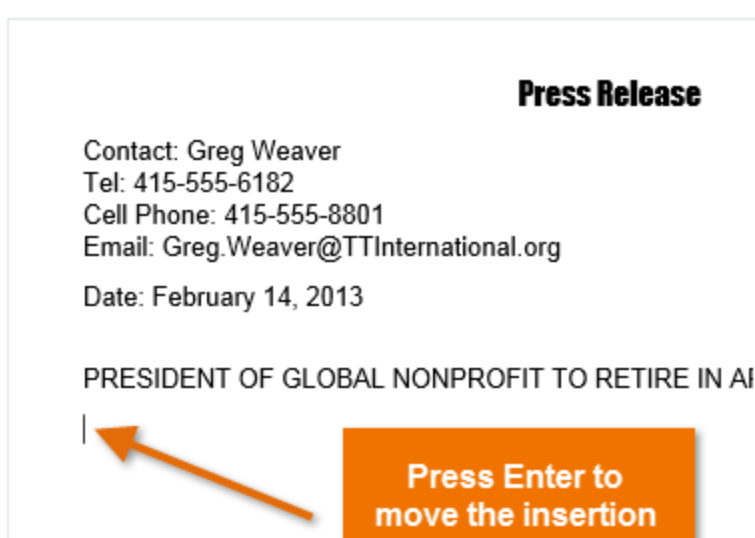 Press Release
Contact: Greg Weaver
Tel: 415-555-6182
Cell Phone: 415-555-8801
Email: Greg.Weaver@TTInternational.org
Date: February 14, 2013
PRESIDENT OF GLOBAL NONPROFIT TO RETIRE IN
Press Enter to
move the insertion